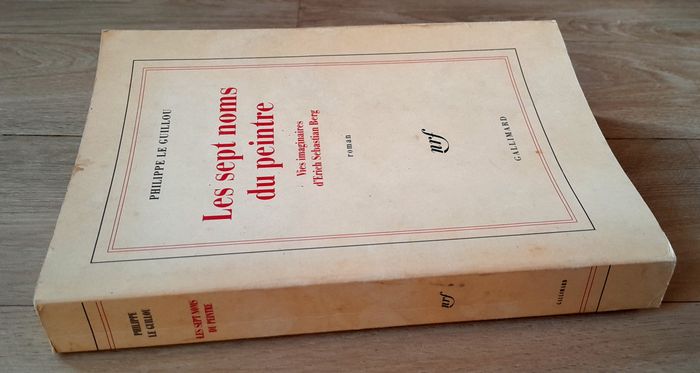 PHILIPPE LE GUILLOU
Les sept noms
du peintre
Vies imaginaires
d'Erich Sebastian Berg
roman
nrf
GALLIMARD
PHILIPPE
LE GUILLOU
LES SEPT NOMS
DU PEINTRE
nrf
GALLIMARD